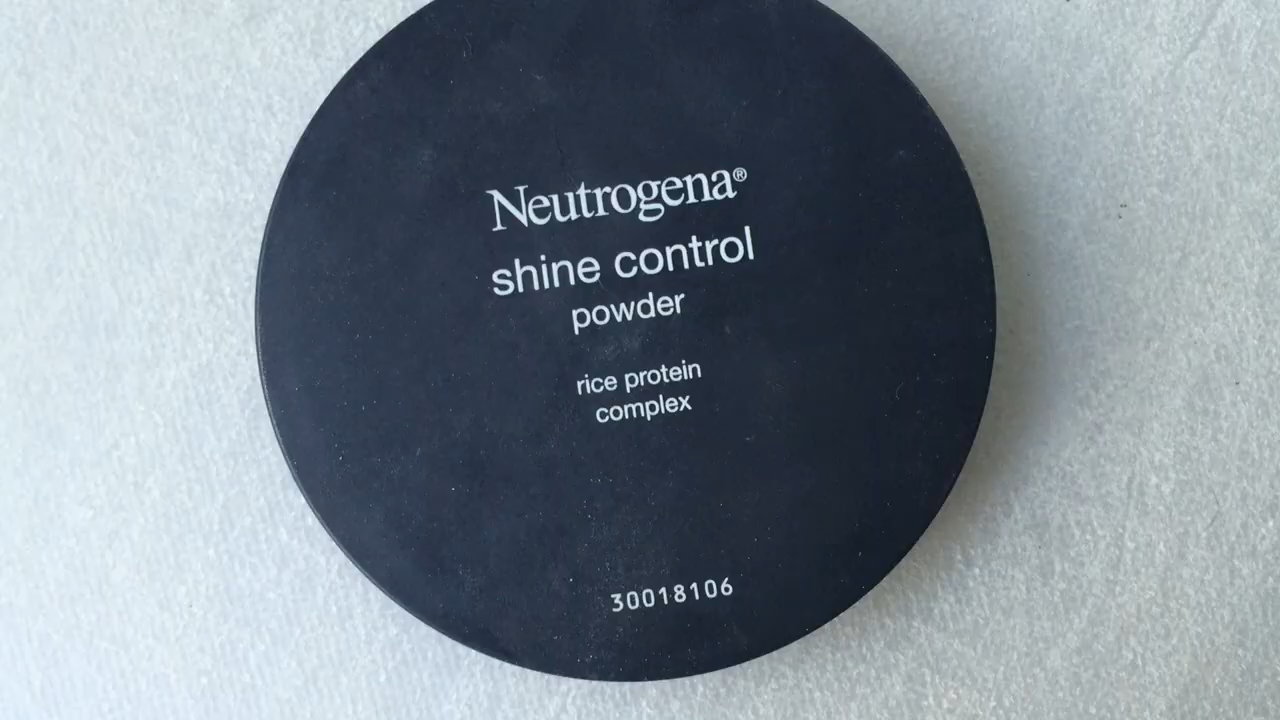 Neutrogena®
shine control
powder
rice protein
complex
30018106